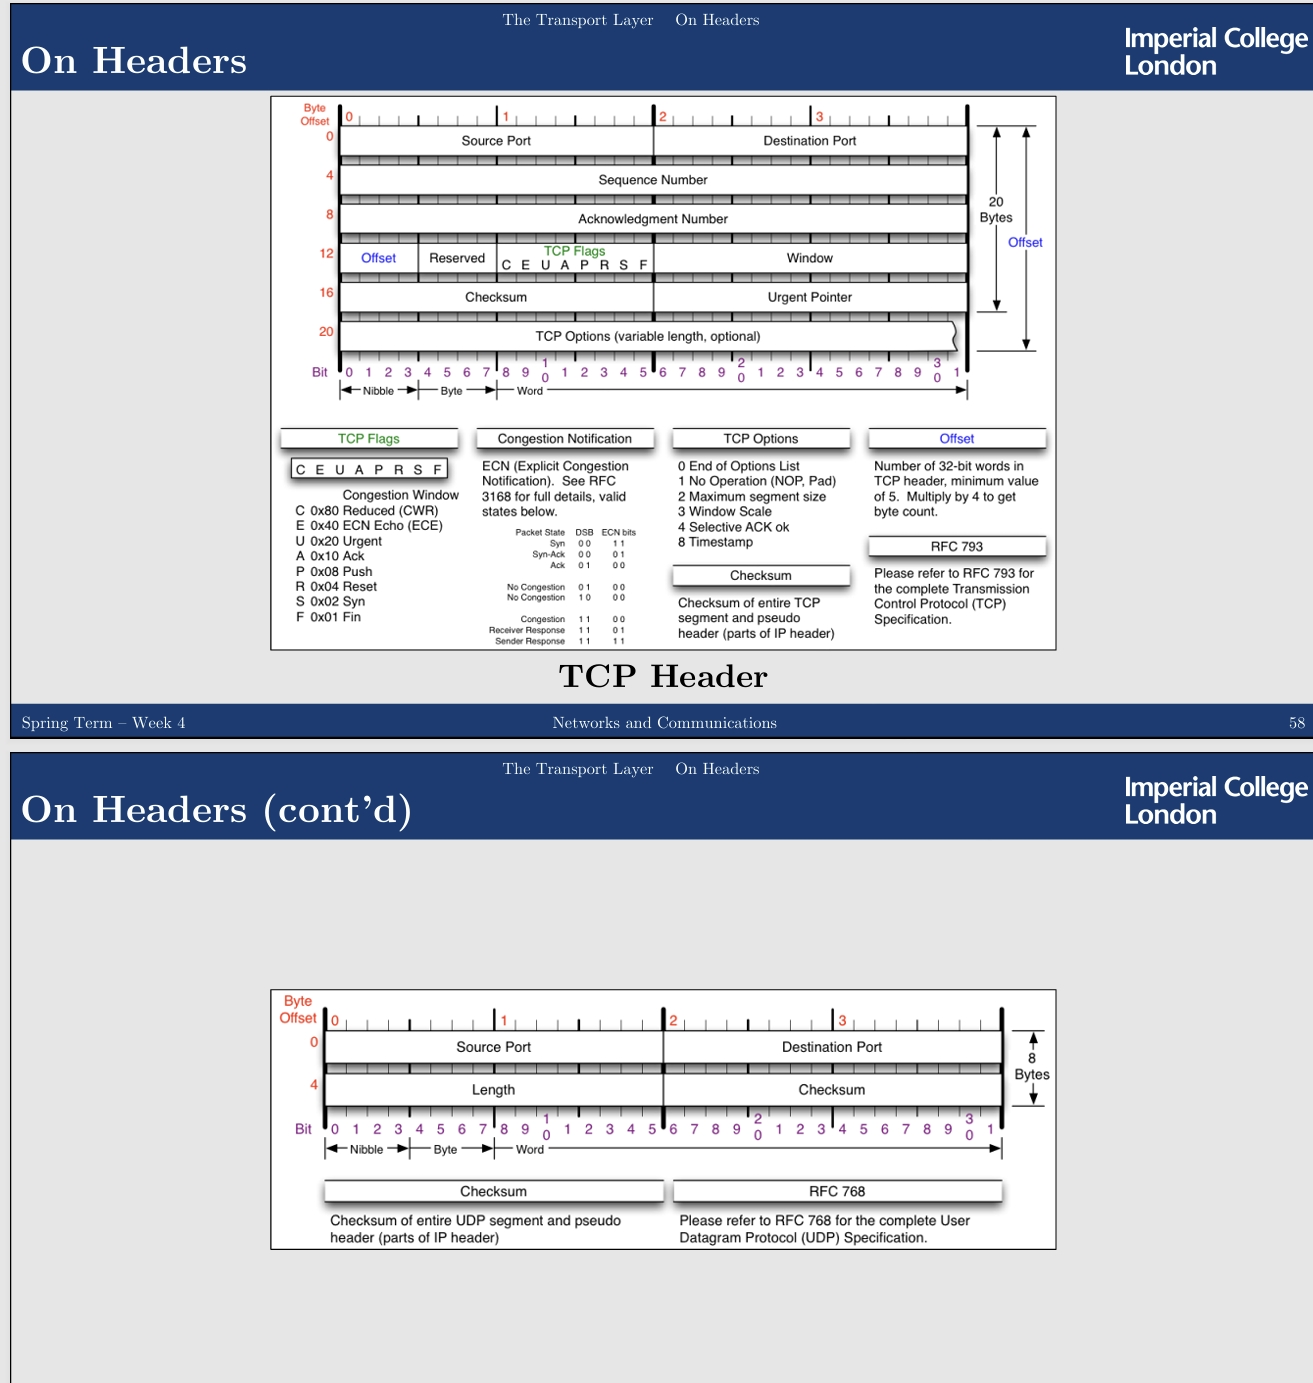 The Transport Layer On Headers
On Headers
Imperial College
London
Byte
Offset
0 1 2 3
0 Source Port Destination Port
4 Sequence Number
8 Acknowledgment Number
12 Offset Reserved TCP Flags Window
C E U A P R S F
16 Checksum Urgent Pointer
20 TCP Options (variable length, optional)
20
Bytes
Offset
Bit 0 1 2 3 4 5 6 7 8 9 10 1 2 3 4 5 6 7 8 9 20 1 2 3 4 5 6 7 8 9 30 1
Nibble Byte Word
TCP Flags
C E U A P R S F
Congestion Window
C 0x80 Reduced (CWR)
E 0x40 ECN Echo (ECE)
U 0x20 Urgent
A 0x10 Ack
P 0x08 Push
R 0x04 Reset
S 0x02 Syn
F 0x01 Fin
Congestion Notification
ECN (Explicit Congestion
Notification). See RFC
3168 for full details, valid
states below.
Packet State DSB ECN bits
Syn 0 0 1 1
Syn-Ack 0 0 0 1
Ack 0 1 0 0
No Congestion 0 1 0 0
No Congestion 1 0 0 0
Congestion 1 1 0 0
Receiver Response 1 1 0 1
Sender Response 1 1 1 1
TCP Options
0 End of Options List
1 No Operation (NOP, Pad)
2 Maximum segment size
3 Window Scale
4 Selective ACK ok
8 Timestamp
Checksum
Checksum of entire TCP
segment and pseudo
header (parts of IP header)
Offset
Number of 32-bit words in
TCP header, minimum value
of 5. Multiply by 4 to get
byte count.
RFC 793
Please refer to RFC 793 for
the complete Transmission
Control Protocol (TCP)
Specification.
TCP Header
Spring Term – Week 4 Networks and Communications 58
The Transport Layer On Headers
On Headers (cont'd)
Imperial College
London
Byte
Offset
0 1 2 3
0 Source Port Destination Port
4 Length Checksum
8
Bytes
Bit 0 1 2 3 4 5 6 7 8 9 10 1 2 3 4 5 6 7 8 9 20 1 2 3 4 5 6 7 8 9 30 1
Nibble Byte Word
Checksum
Checksum of entire UDP segment and pseudo
header (parts of IP header)
RFC 768
Please refer to RFC 768 for the complete User
Datagram Protocol (UDP) Specification.